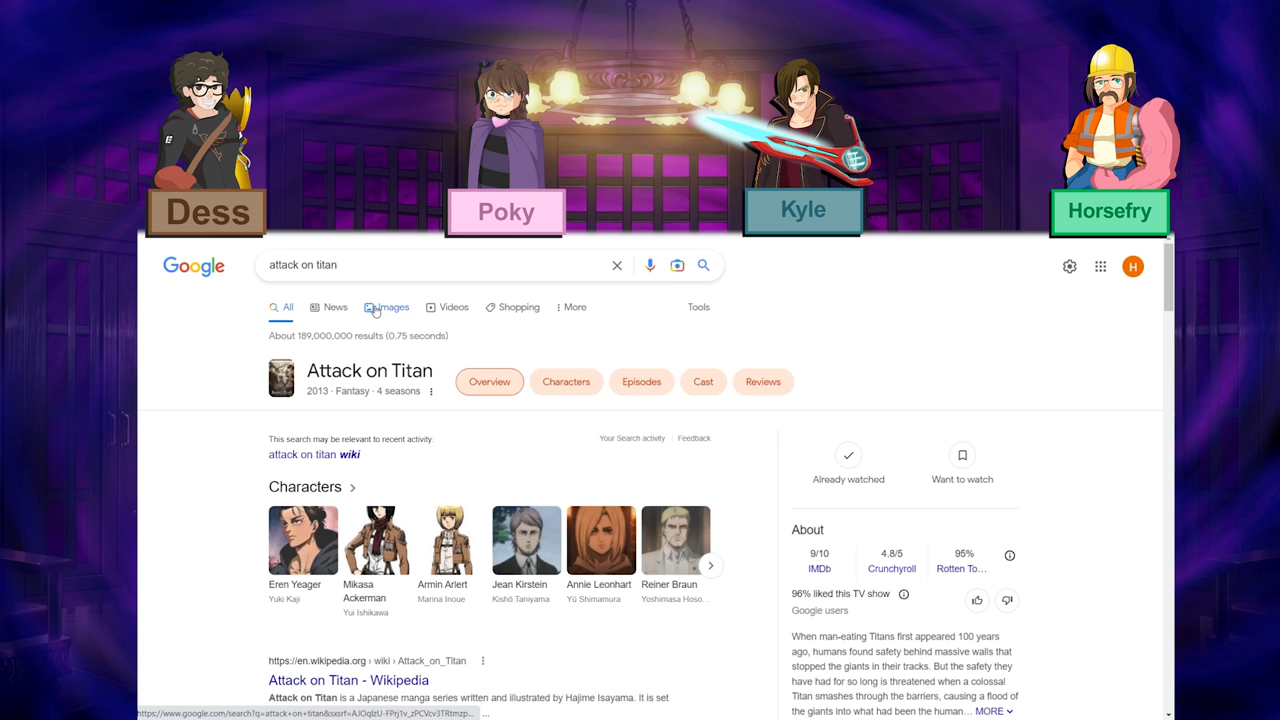 Dess
Poky
Kyle
Horsefry
Google
attack on titan
H
All
News
Images
Videos
Shopping
More
Tools
About 189,000,000 results (0.75 seconds)
Attack on Titan
2013 · Fantasy · 4 seasons
Overview
Characters
Episodes
Cast
Reviews
This search may be relevant to recent activity:
attack on titan wiki
Your Search activity
Feedback
Already watched
Want to watch
Characters
Eren Yeager
Yuki Kaji
Mikasa
Ackerman
Yui Ishikawa
Armin Arlert
Marina Inoue
Jean Kirstein
Kishō Taniyama
Annie Leonhart
Yū Shimamura
Reiner Braun
Yoshimasa Hoso...
About
9/10
IMDb
4.8/5
Crunchyroll
95%
Rotten To...
96% liked this TV show
Google users
When man-eating Titans first appeared 100 years
ago, humans found safety behind massive walls that
stopped the giants in their tracks. But the safety they
have had for so long is threatened when a colossal
Titan smashes through the barriers, causing a flood of
the giants into what had been the human... MORE
https://en.wikipedia.org › wiki › Attack_on_Titan
Attack on Titan - Wikipedia
Attack on Titan is a Japanese manga series written and illustrated by Hajime Isayama. It is set